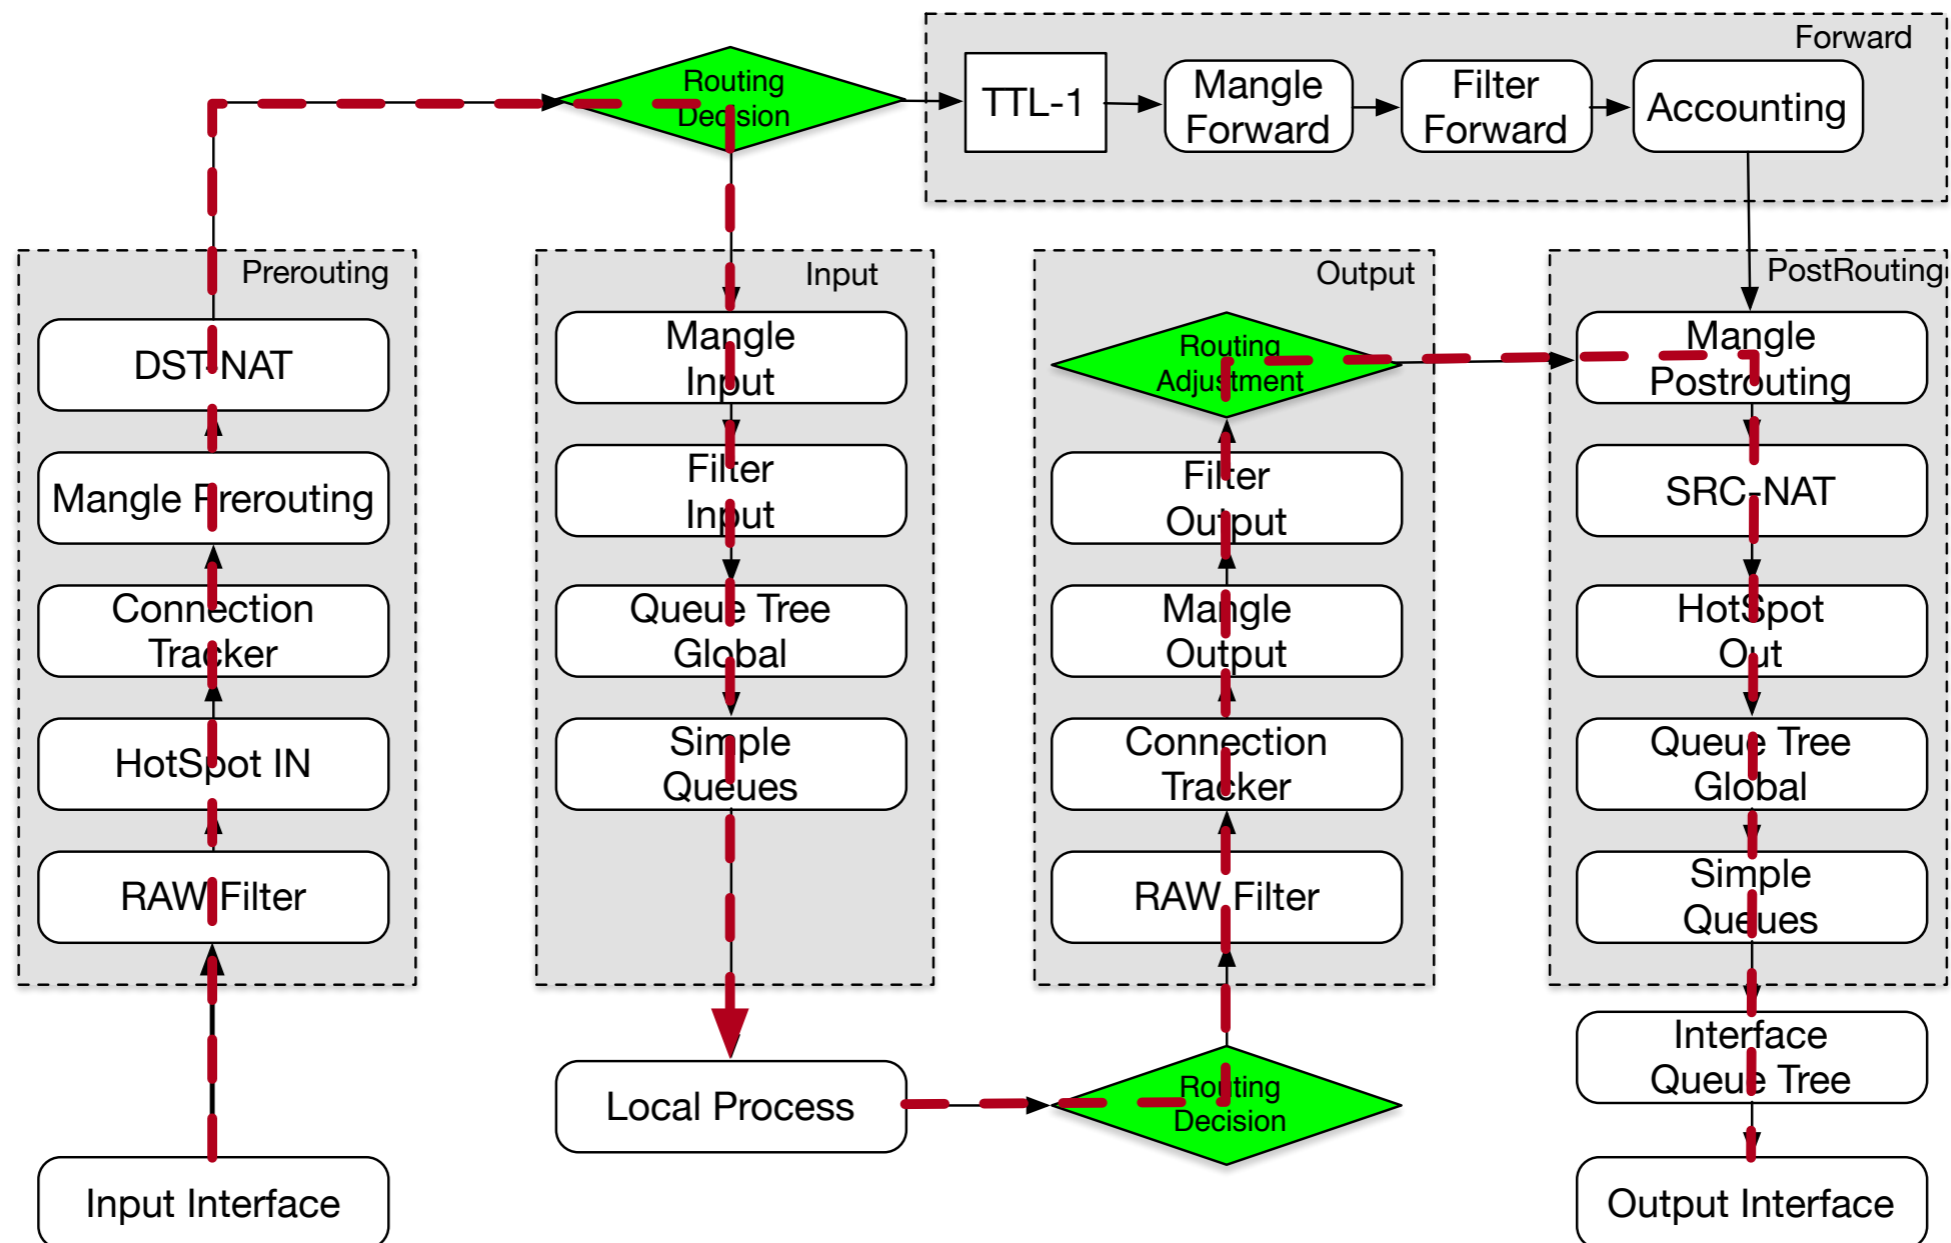 Forward
Routing
Decision
TTL-1
Mangle
Forward
Filter
Forward
Accounting
Prerouting
DST-NAT
Mangle Prerouting
Connection
Tracker
HotSpot IN
RAW Filter
Input Interface
Input
Mangle
Input
Filter
Input
Queue Tree
Global
Simple
Queues
Local Process
Output
Routing
Adjustment
Filter
Output
Mangle
Output
Connection
Tracker
RAW Filter
Routing
Decision
PostRouting
Mangle
Postrouting
SRC-NAT
HotSpot
Out
Queue Tree
Global
Simple
Queues
Interface
Queue Tree
Output Interface